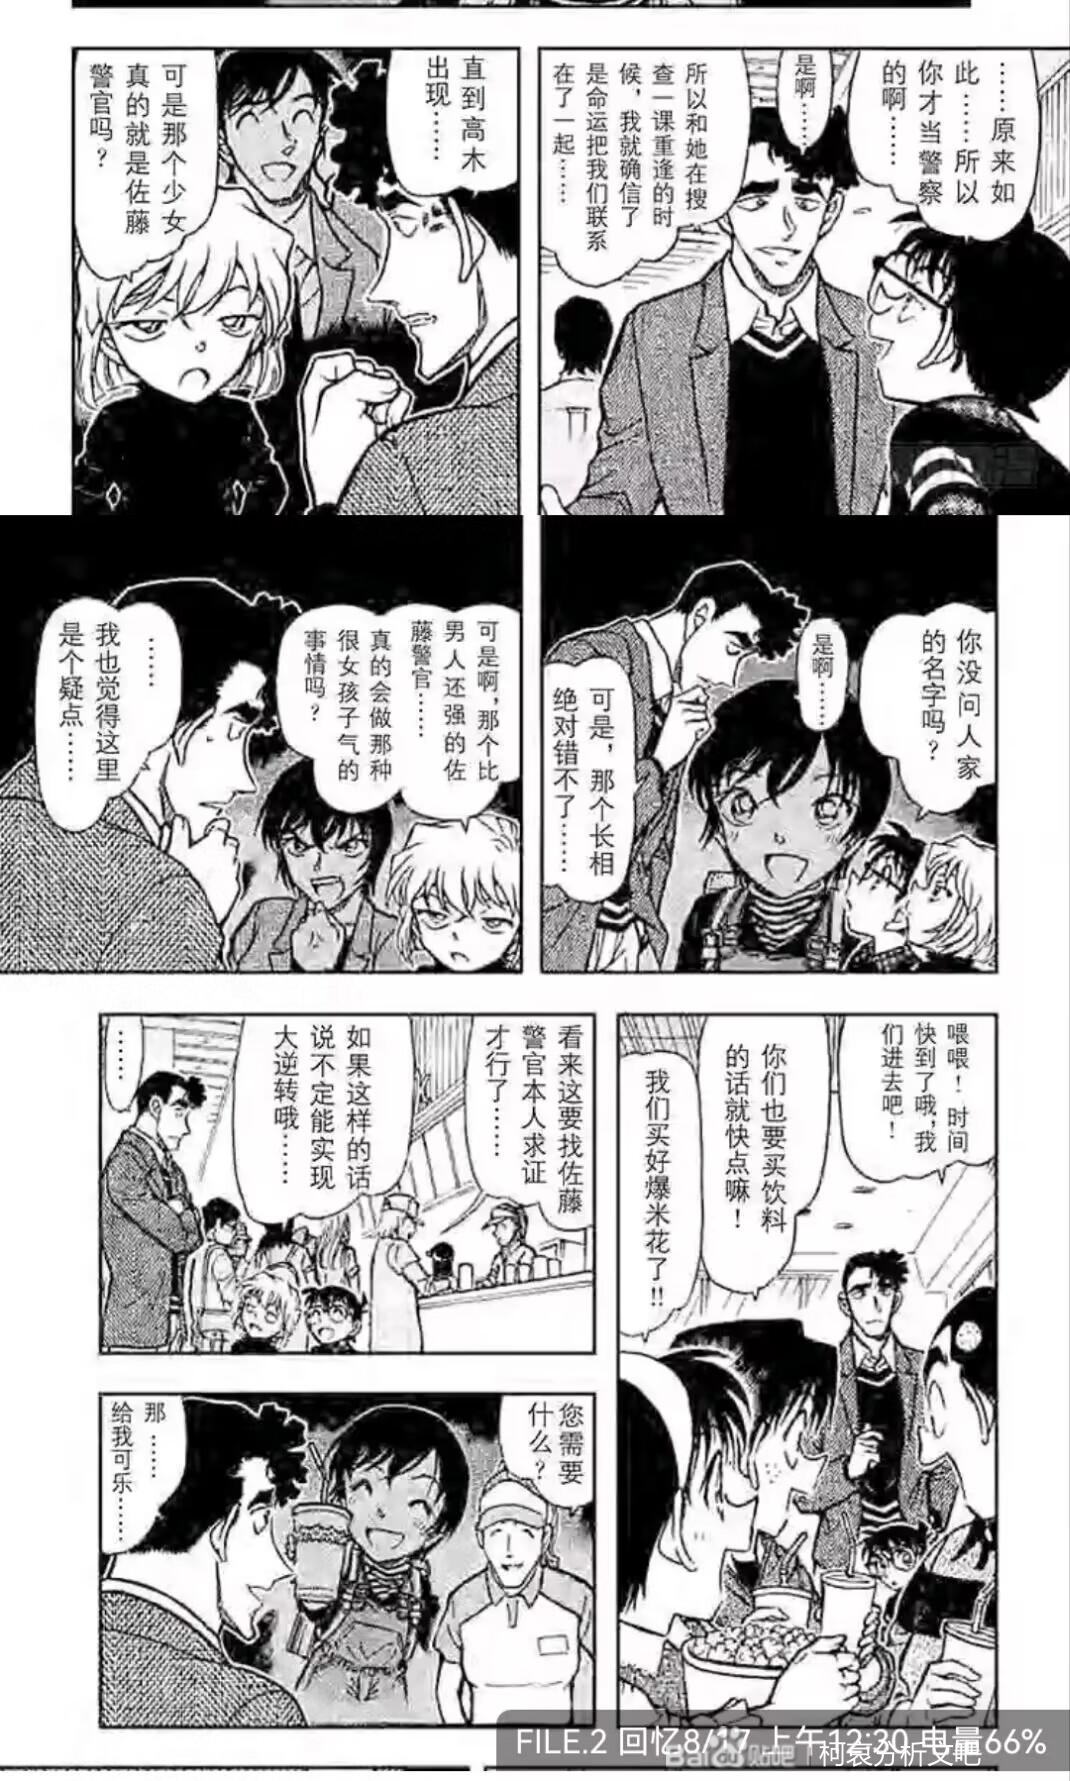 ……原来如
此……所以
你才当警察
的啊……
是啊……
所以和她在搜
查一课重逢的时
候，我就确信了
是命运把我们联系
在了一起……
直到高木
出现……
可是那个少女
真的就是佐藤
警官吗？
你没问人家
的名字吗？
是啊……
可是，那个长相
绝对错不了……
可是啊，那个比
男人还强的佐
藤警官……
真的会做那种
很女孩子气的
事情吗？
……
我也觉得这里
是个疑点……
喂喂！时间
快到了哦，我
们进去吧！
你们也要买饮料
的话就快点嘛！
我们买好爆米花了!!
看来这要找佐藤
警官本人求证
才行了……
如果这样的话
说不定能实现
大逆转哦……
……
您需要
什么？
那……
给我可乐…
FILE.2 回忆8/17 上午12:30 电量66%
Bai 贴吧 柯哀分析文吧